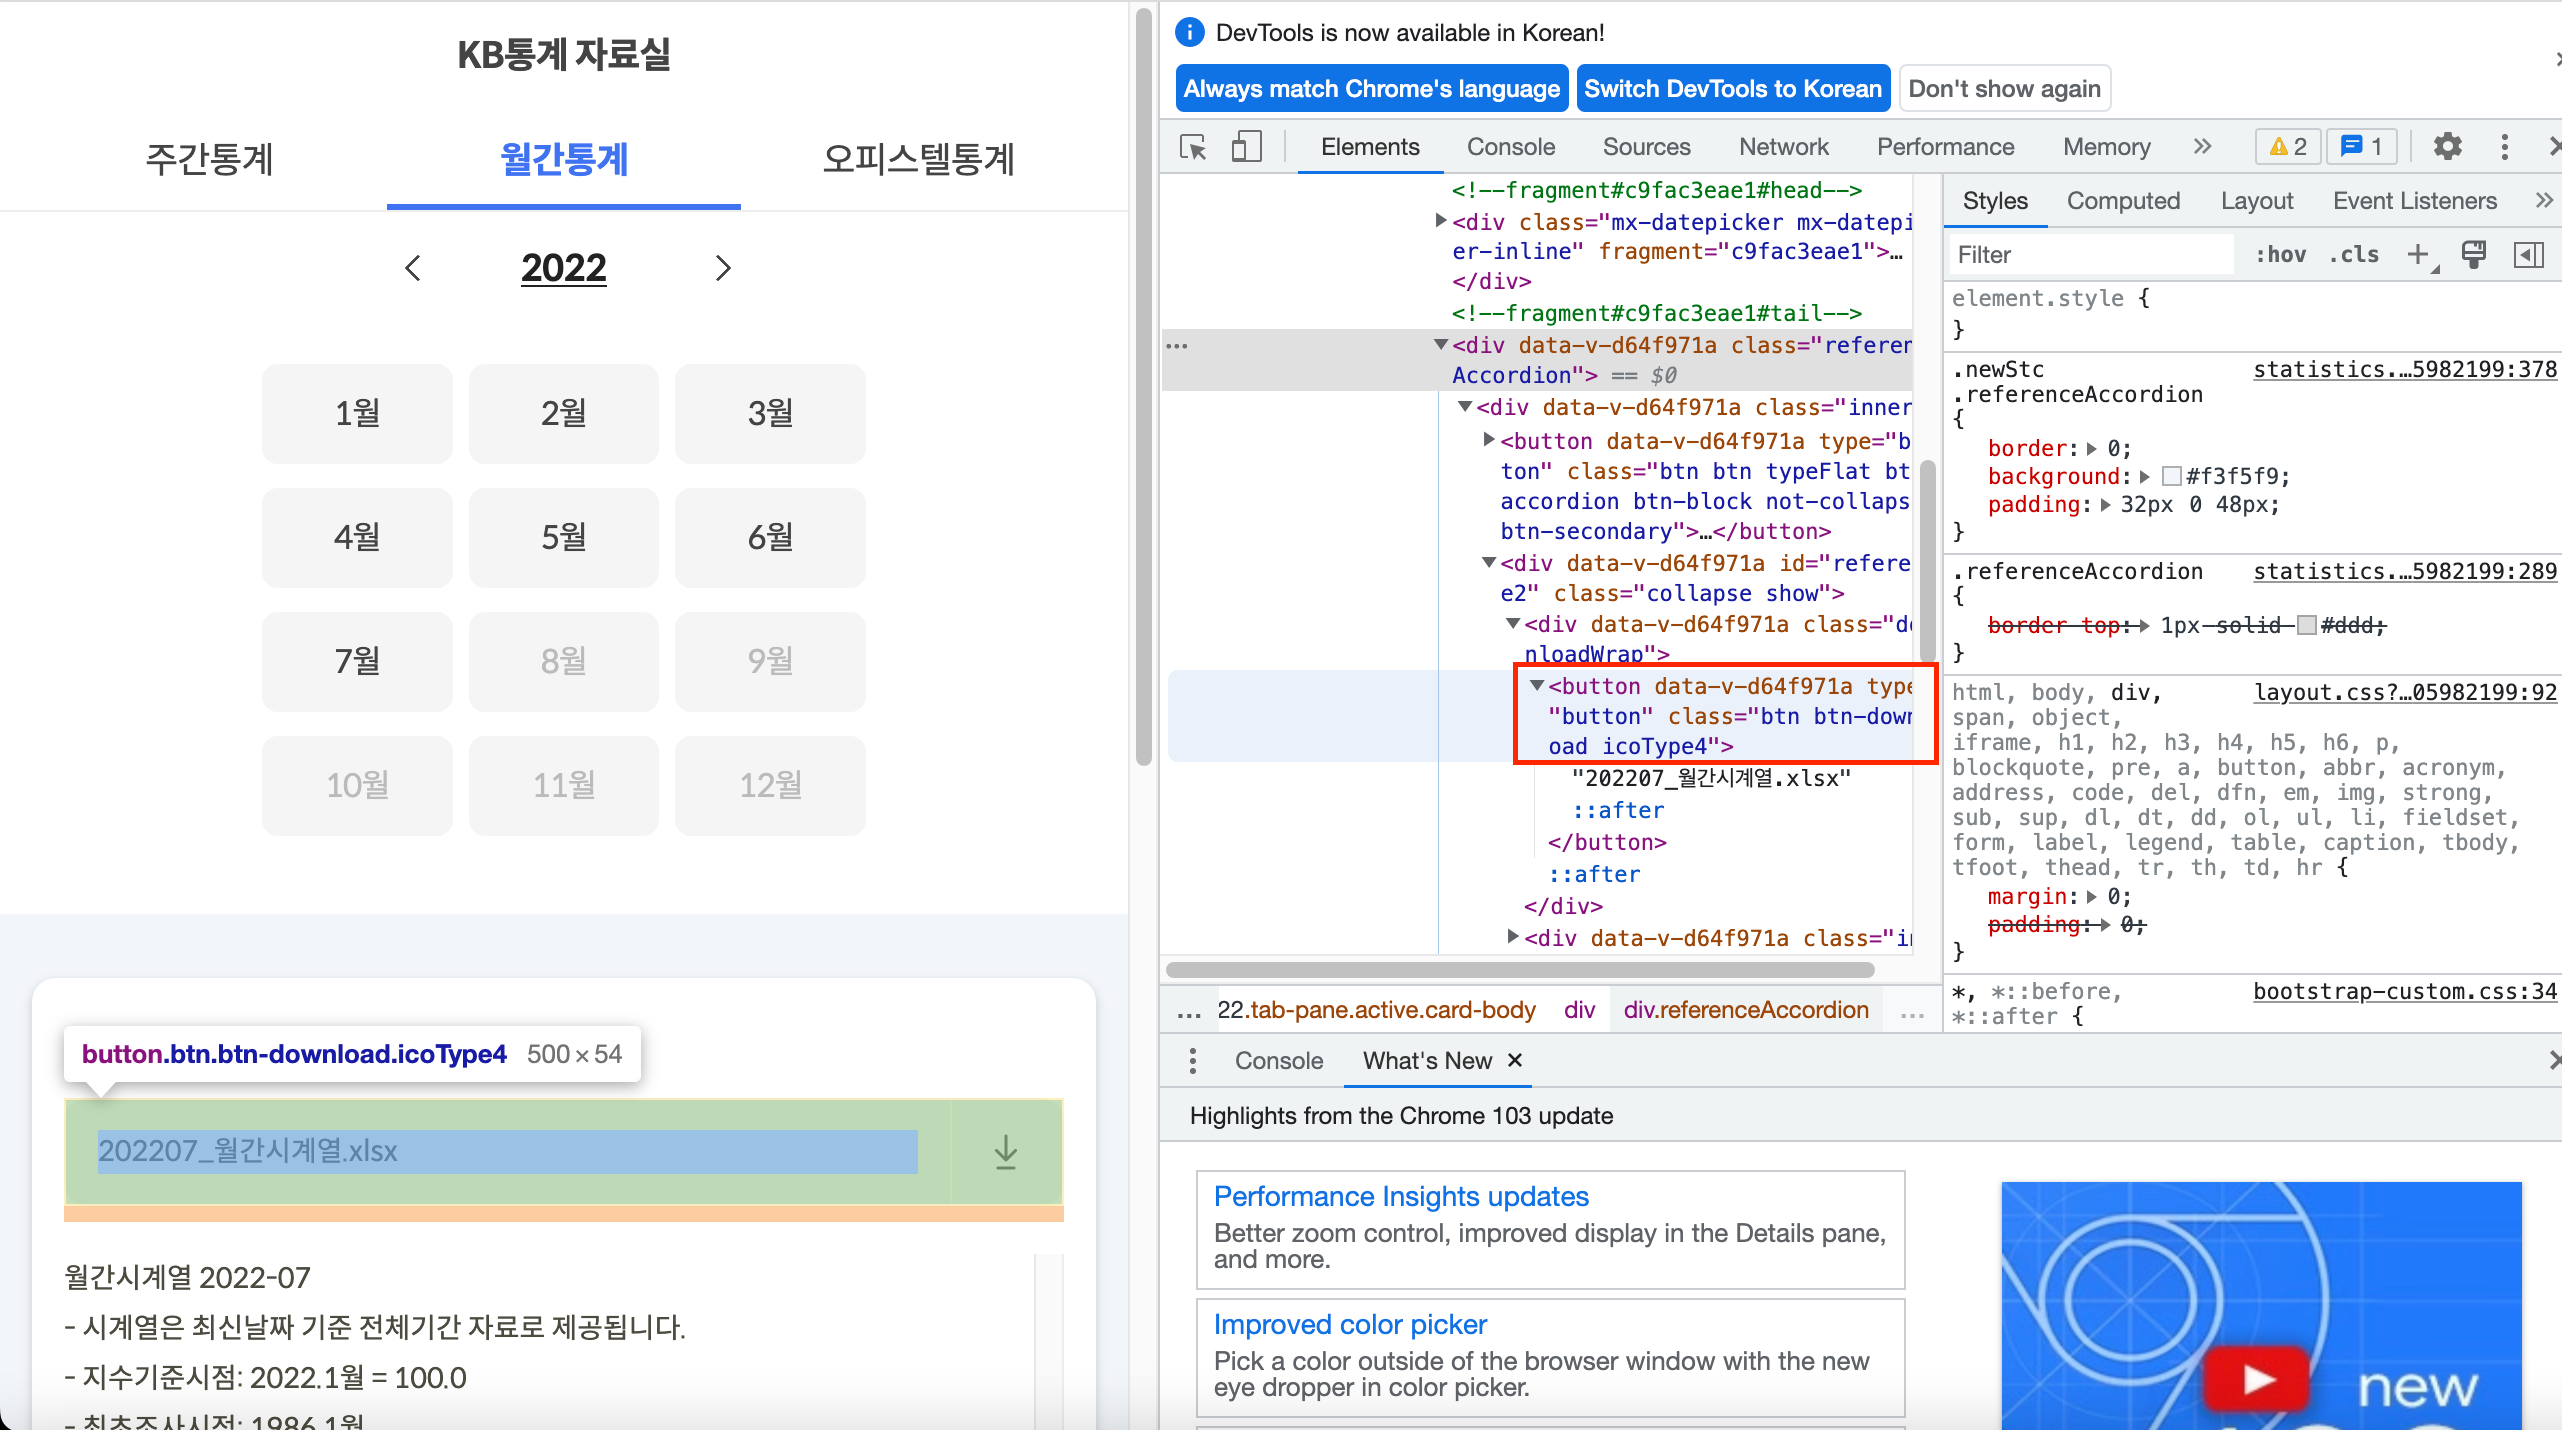 KB통계 자료실
주간통계
월간통계
오피스텔통계
2022
1월
2월
3월
4월
5월
6월
7월
8월
9월
10월
11월
12월
button.btn.btn-download.icoType4 500 × 54
202207_월간시계열.xlsx
월간시계열 2022-07
- 시계열은 최신날짜 기준 전체기간 자료로 제공됩니다.
- 지수기준시점: 2022.1월 = 100.0
- 최초조사시점: 1986.1월
DevTools is now available in Korean!
Always match Chrome's language
Switch DevTools to Korean
Don't show again
Elements
Console
Sources
Network
Performance
Memory
2
1
<!--fragment#c9fac3eae1#head-->
<div class="mx-datepicker mx-datepi
er-inline" fragment="c9fac3eae1">…
</div>
<!--fragment#c9fac3eae1#tail-->
<div data-v-d64f971a class="referen
Accordion"> == $0
<div data-v-d64f971a class="inner
<button data-v-d64f971a type="b
ton" class="btn btn typeFlat bt
accordion btn-block not-collaps
btn-secondary">…</button>
<div data-v-d64f971a id="refere
e2" class="collapse show">
<div data-v-d64f971a class="do
nloadWrap">
<button data-v-d64f971a type
"button" class="btn btn-down
oad icoType4">
"202207_월간시계열.xlsx"
::after
</button>
::after
</div>
<div data-v-d64f971a class="in
… 22.tab-pane.active.card-body div div.referenceAccordion …
Styles
Computed
Layout
Event Listeners
Filter
:hov .cls
element.style {
}
.newStc statistics.…5982199:378
.referenceAccordion
{
border: 0;
background: #f3f5f9;
padding: 32px 0 48px;
}
.referenceAccordion statistics.…5982199:289
{
border-top: 1px solid #ddd;
}
html, body, div, layout.css?…05982199:92
span, object,
iframe, h1, h2, h3, h4, h5, h6, p,
blockquote, pre, a, button, abbr, acronym,
address, code, del, dfn, em, img, strong,
sub, sup, dl, dt, dd, ol, ul, li, fieldset,
form, label, legend, table, caption, tbody,
tfoot, thead, tr, th, td, hr {
margin: 0;
padding: 0;
}
*, *::before, bootstrap-custom.css:34
*::after {
Console
What's New
Highlights from the Chrome 103 update
Performance Insights updates
Better zoom control, improved display in the Details pane,
and more.
Improved color picker
Pick a color outside of the browser window with the new
eye dropper in color picker.
new